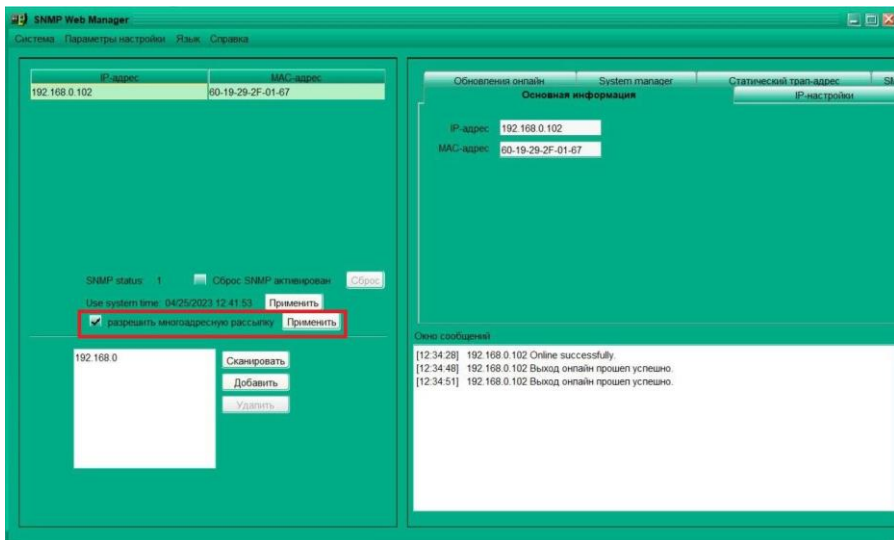 SNMP Web Manager
Система Параметры настройки Язык Справка
IP-адрес MAC-адрес
192.168.0.102 60-19-29-2F-01-67
SNMP status: 1 Сброс SNMP активирован Сброс
Use system time: 04/25/2023 12:41:53 Применить
разрешить многоадресную рассылку Применить
192.168.0
Сканировать
Добавить
Удалить
Обновления онлайн System manager Статический трап-адрес
Основная информация IP-настройки
IP-адрес 192.168.0.102
MAC-адрес 60-19-29-2F-01-67
Окно сообщений
[12:34:28] 192.168.0.102 Online successfully.
[12:34:48] 192.168.0.102 Выход онлайн прошел успешно.
[12:34:51] 192.168.0.102 Выход онлайн прошел успешно.